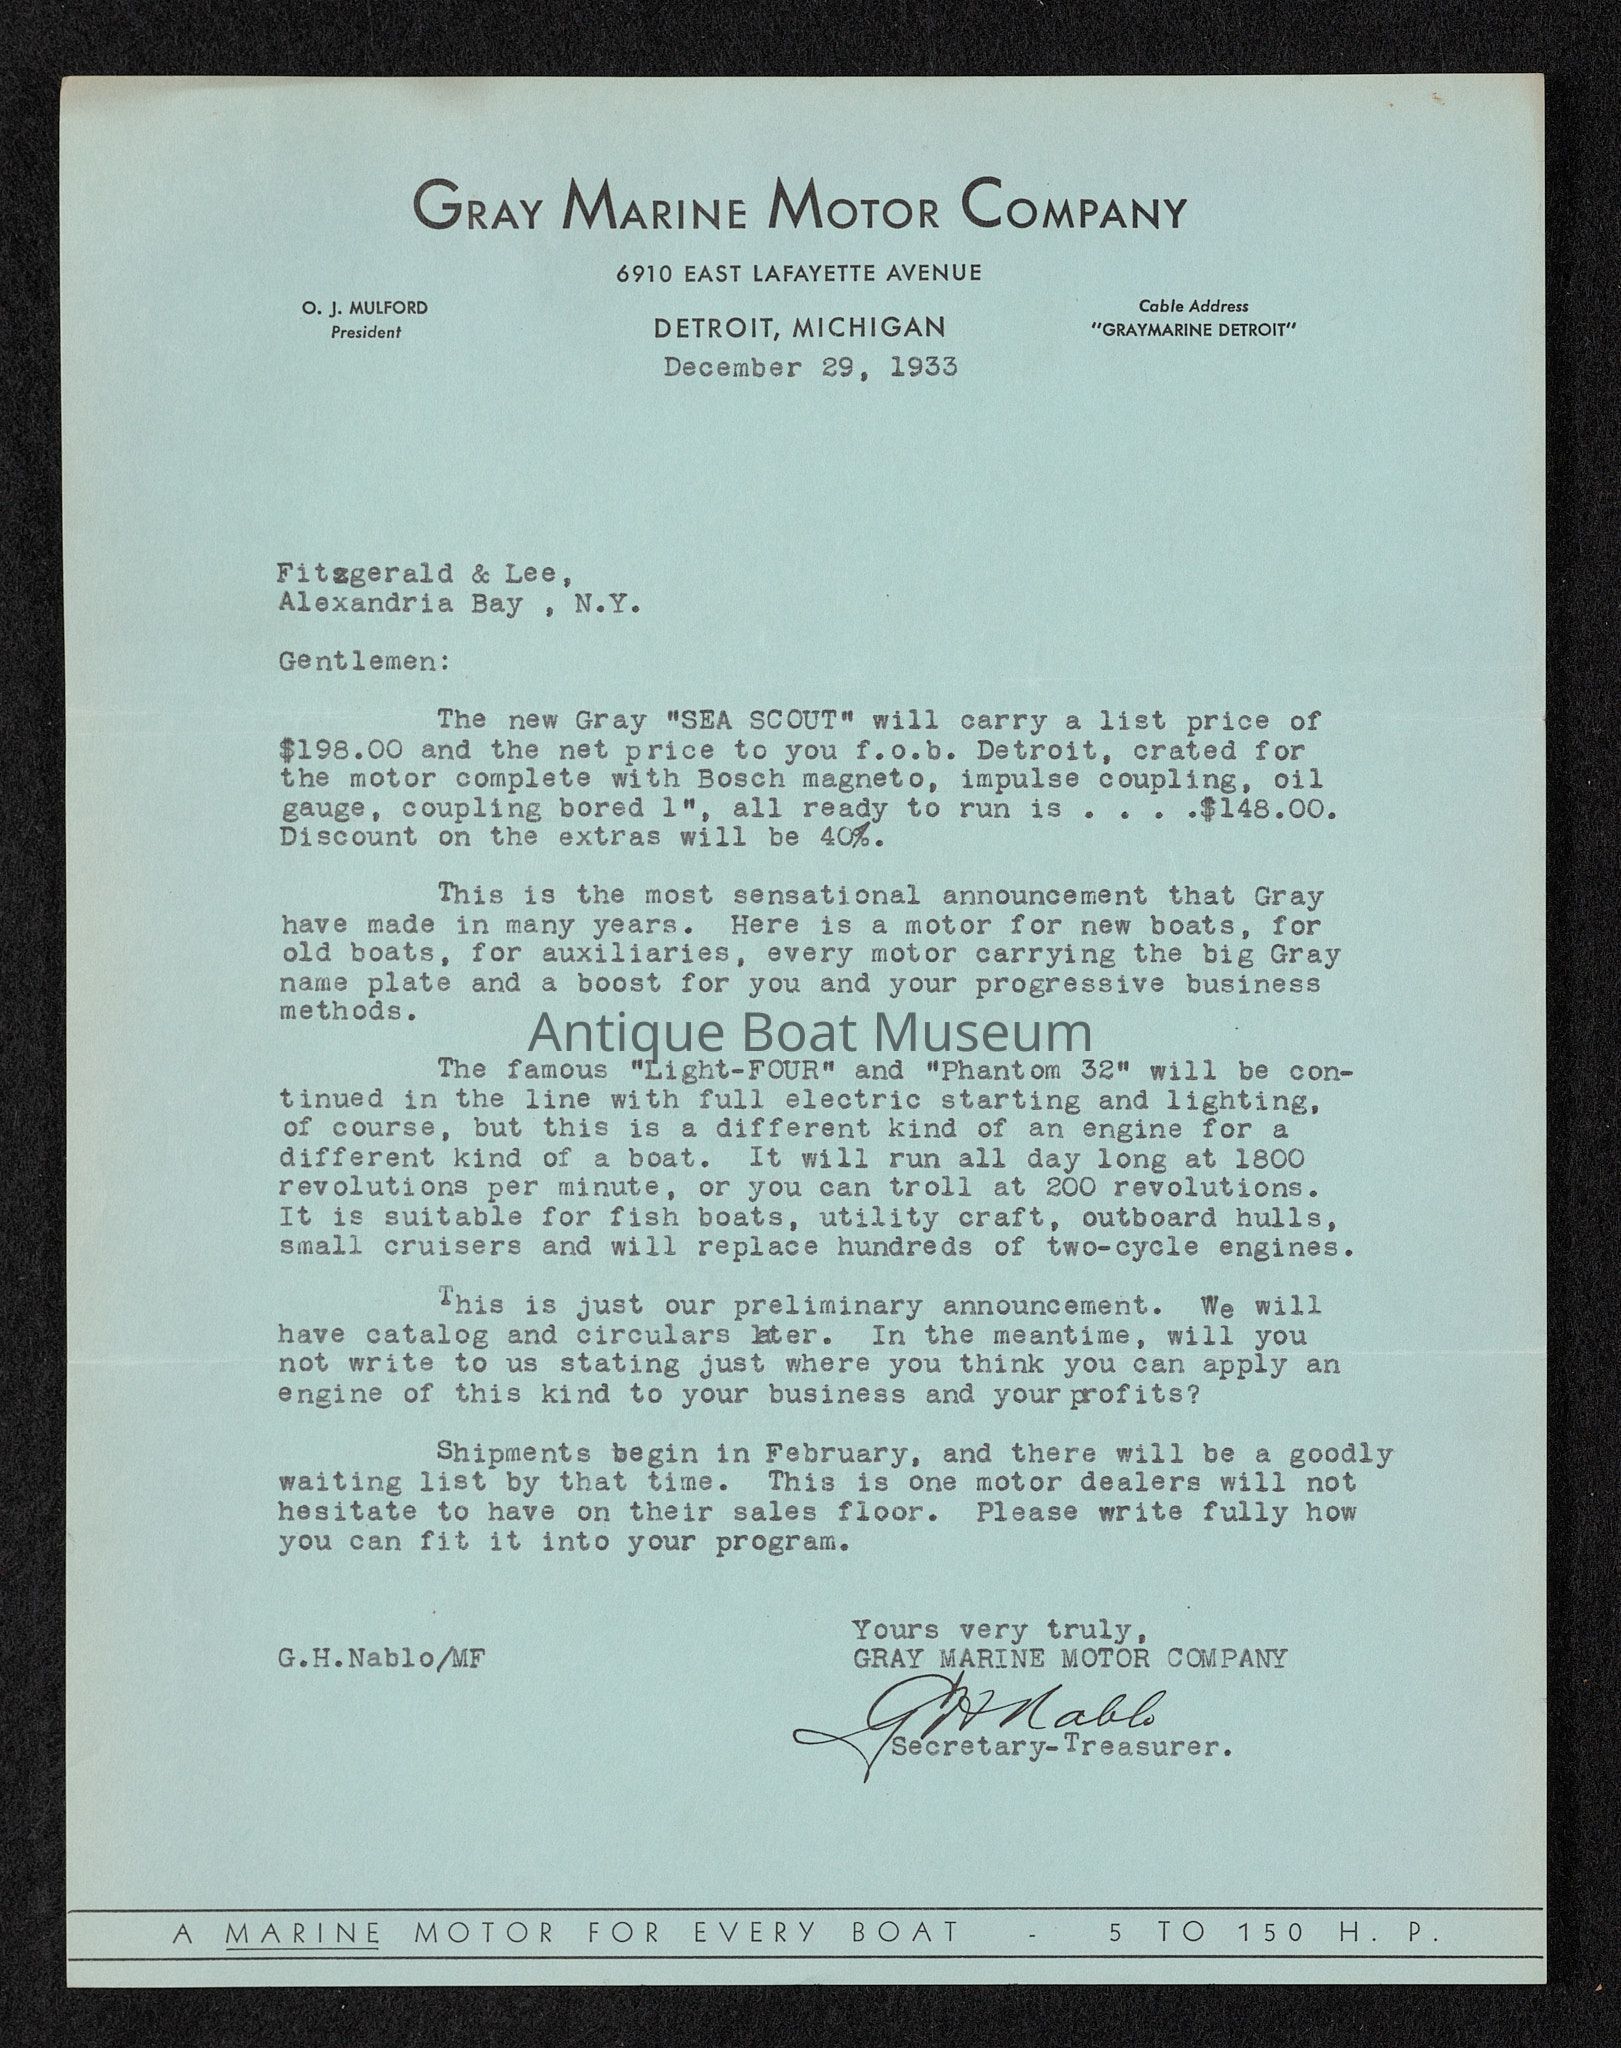 GRAY MARINE MOTOR COMPANY
6910 EAST LAFAYETTE AVENUE
O. J. MULFORD
President
DETROIT, MICHIGAN
Cable Address
"GRAYMARINE DETROIT"
December 29, 1933
Fitzgerald & Lee,
Alexandria Bay , N.Y.
Gentlemen:
The new Gray "SEA SCOUT" will carry a list price of
$198.00 and the net price to you f.o.b. Detroit, crated for
the motor complete with Bosch magneto, impulse coupling, oil
gauge, coupling bored 1", all ready to run is . . . .$148.00.
Discount on the extras will be 40%.
This is the most sensational announcement that Gray
have made in many years. Here is a motor for new boats, for
old boats, for auxiliaries, every motor carrying the big Gray
name plate and a boost for you and your progressive business
methods.
Antique Boat Museum
The famous "Light-FOUR" and "Phantom 32" will be con-
tinued in the line with full electric starting and lighting,
of course, but this is a different kind of an engine for a
different kind of a boat. It will run all day long at 1800
revolutions per minute, or you can troll at 200 revolutions.
It is suitable for fish boats, utility craft, outboard hulls,
small cruisers and will replace hundreds of two-cycle engines.
This is just our preliminary announcement. We will
have catalog and circulars later. In the meantime, will you
not write to us stating just where you think you can apply an
engine of this kind to your business and your profits?
Shipments begin in February, and there will be a goodly
waiting list by that time. This is one motor dealers will not
hesitate to have on their sales floor. Please write fully how
you can fit it into your program.
Yours very truly,
G.H.Nablo/MF
GRAY MARINE MOTOR COMPANY
G H Nablo
Secretary-Treasurer.
A MARINE MOTOR FOR EVERY BOAT - 5 TO 150 H. P.